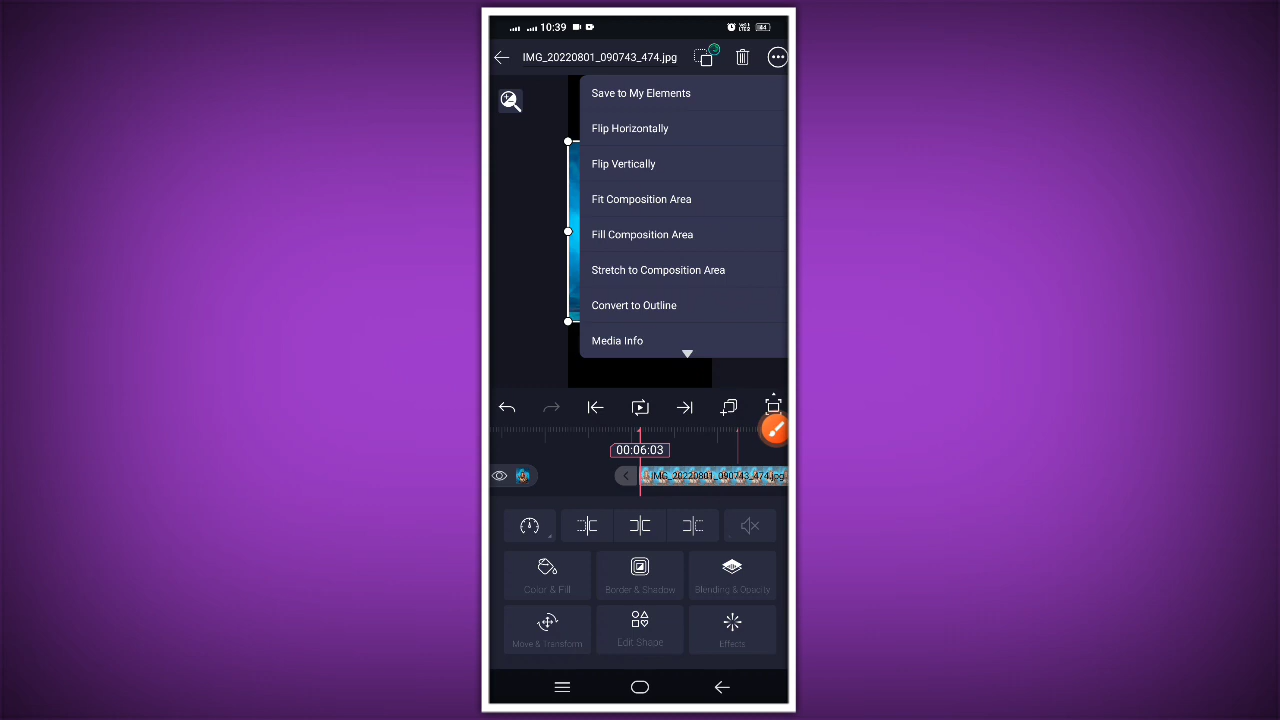 10:39
IMG_20220801_090743_474.jpg
Save to My Elements
Flip Horizontally
Flip Vertically
Fit Composition Area
Fill Composition Area
Stretch to Composition Area
Convert to Outline
Media Info
00:06:03
IMG_20220801_090743_474.jpg
Color & Fill
Border & Shadow
Blending & Opacity
Move & Transform
Edit Shape
Effects